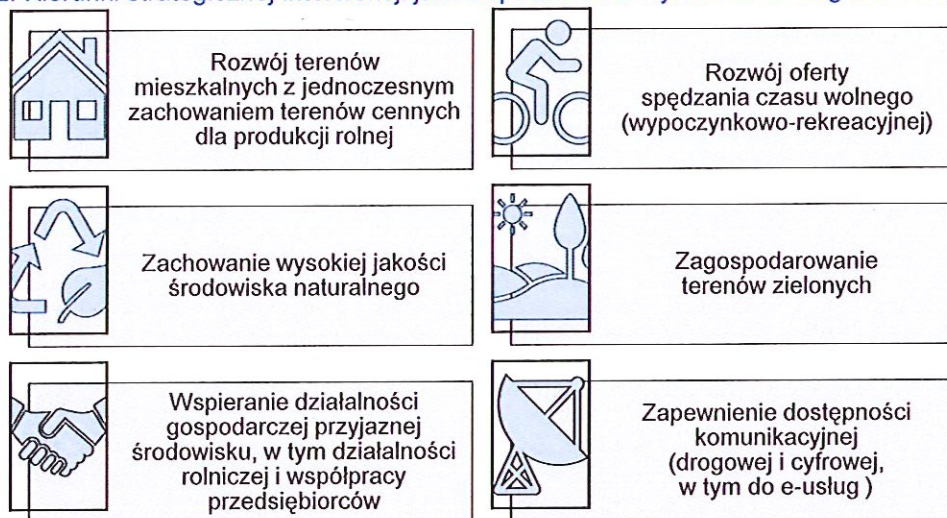 Rozwój terenów
mieszkalnych z jednoczesnym
zachowaniem terenów cennych
dla produkcji rolnej
Rozwój oferty
spędzania czasu wolnego
(wypoczynkowo-rekreacyjnej)
Zachowanie wysokiej jakości
środowiska naturalnego
Zagospodarowanie
terenów zielonych
Wspieranie działalności
gospodarczej przyjaznej
środowisku, w tym działalności
rolniczej i współpracy
przedsiębiorców
Zapewnienie dostępności
komunikacyjnej
(drogowej i cyfrowej,
w tym do e-usług )